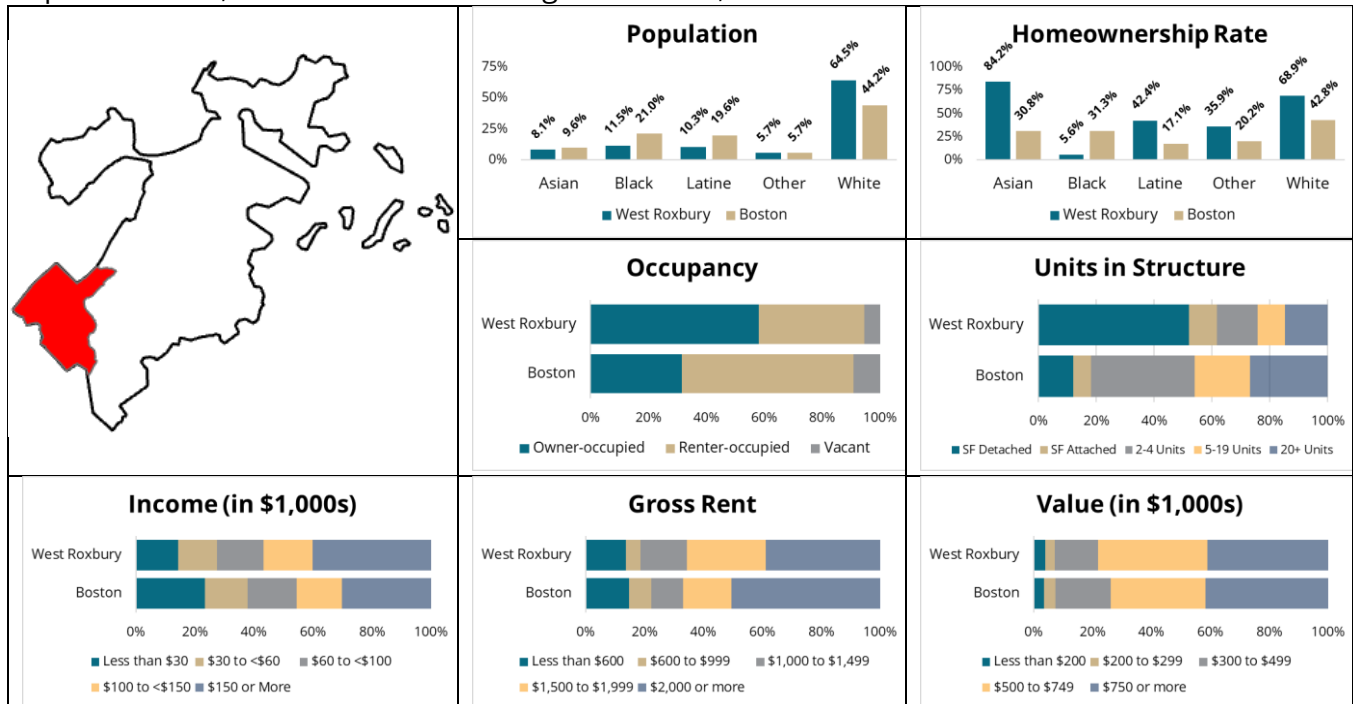 Population
75%
50%
25%
0%
8.1% 9.6% 11.5% 21.0% 10.3% 19.6% 5.7% 5.7% 64.5% 44.2%
Asian Black Latine Other White
West Roxbury Boston
Homeownership Rate
100%
75%
50%
25%
0%
84.2% 30.8% 5.6% 31.3% 42.4% 17.1% 35.9% 20.2% 68.9% 42.8%
Asian Black Latine Other White
West Roxbury Boston
Occupancy
West Roxbury
Boston
0% 20% 40% 60% 80% 100%
Owner-occupied Renter-occupied Vacant
Units in Structure
West Roxbury
Boston
0% 20% 40% 60% 80% 100%
SF Detached SF Attached 2-4 Units 5-19 Units 20+ Units
Income (in $1,000s)
West Roxbury
Boston
0% 20% 40% 60% 80% 100%
Less than $30 $30 to <$60 $60 to <$100
$100 to <$150 $150 or More
Gross Rent
West Roxbury
Boston
0% 20% 40% 60% 80% 100%
Less than $600 $600 to $999 $1,000 to $1,499
$1,500 to $1,999 $2,000 or more
Value (in $1,000s)
West Roxbury
Boston
0% 20% 40% 60% 80% 100%
Less than $200 $200 to $299 $300 to $499
$500 to $749 $750 or more